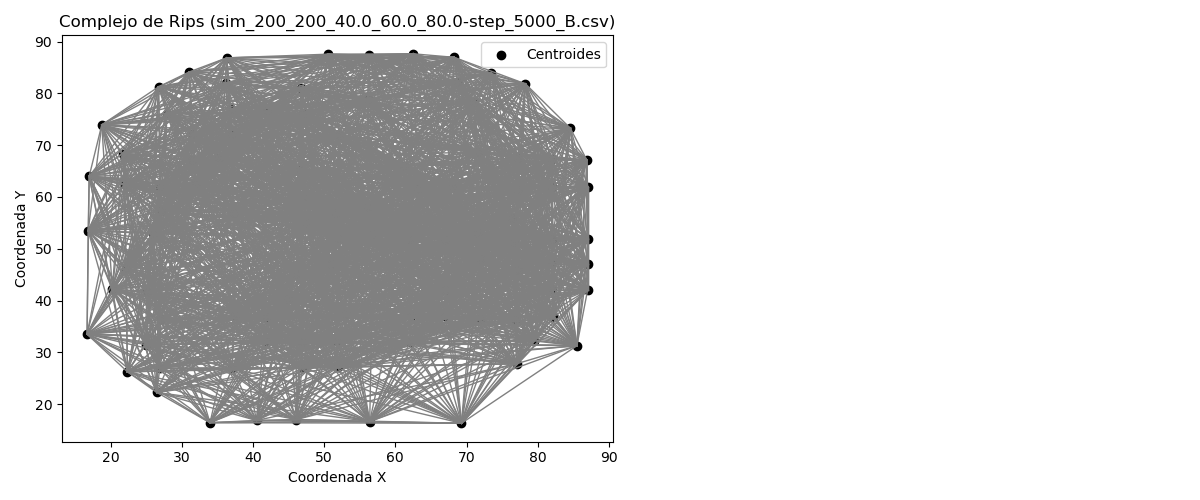 Complejo de Rips (sim_200_200_40.0_60.0_80.0-step_5000_B.csv)
Centroides
90
80
70
60
50
40
30
20
Coordenada Y
20 30 40 50 60 70 80 90
Coordenada X